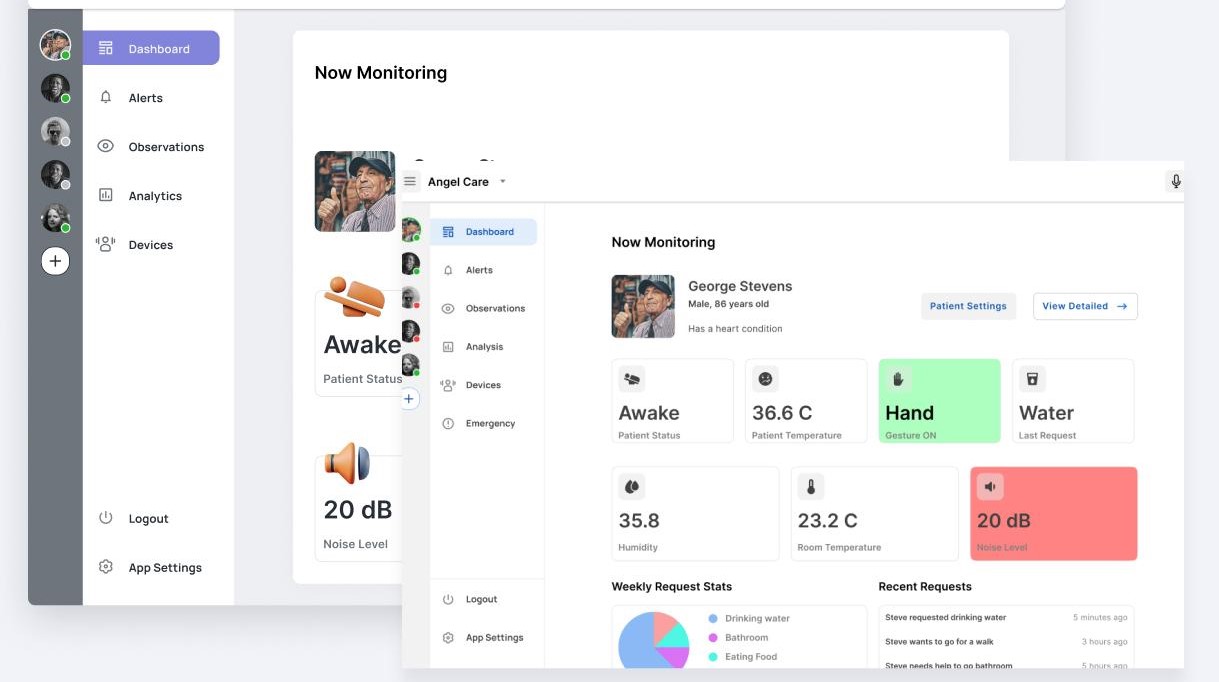 Dashboard
Alerts
Observations
Analytics
Devices
Logout
App Settings
Now Monitoring
Awake
Patient Status
20 dB
Noise Level
Angel Care
Dashboard
Alerts
Observations
Analysis
Devices
Emergency
Logout
App Settings
Now Monitoring
George Stevens
Male, 86 years old
Has a heart condition
Patient Settings
View Detailed →
Awake
Patient Status
36.6 C
Patient Temperature
Hand
Gesture ON
Water
Last Request
35.8
Humidity
23.2 C
Room Temperature
20 dB
Noise Level
Weekly Request Stats
Drinking water
Bathroom
Eating Food
Recent Requests
Steve requested drinking water 5 minutes ago
Steve wants to go for a walk 3 hours ago
Steve needs help to go bathroom 5 hours ago